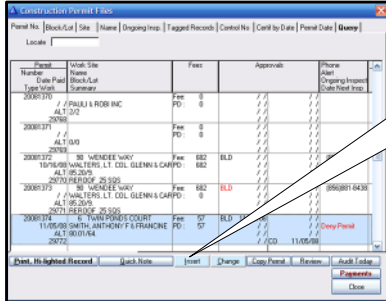 Construction Permit Files
Permit No. Block/Lot Site Name Ongoing Insp. Tagged Records Control No Certif by Date Permit Date Query
Locate
Permit Work Site Fees Approvals Phone
Number Name Alert
Date Paid Block/Lot Ongoing Inspect
Type Work Summary Date Next Insp
20081370 Fee: 0 / / / /
/ / PAULI & ROBI INC PD: 0 / / / /
ALT 2/2 / / / /
29768 / / / /
20081371 Fee: 0 / / / /
/ / PD: 0 / / / /
ALT 0/0 / / / /
29769 / / / /
20081372 90 WENDEE WAY Fee: 682 BLD / / / /
10/16/08 WALTERS, LT. COL. GLENN & CAR PD: 682 / / / /
ALT 85.20/9. / / / /
29770 REROOF 25 SQS / / / /
20081373 90 WENDEE WAY Fee: 682 BLD / / / / (856)881-8438
/ / WALTERS, LT. COL. GLENN & CAR PD: 0 / / / /
ALT 85.20/9. / / / /
29771 REROOF 25 SQS / / / /
20081374 6 TWIN PONDS COURT Fee: 57 BLD / /
11/05/08 SMITH, ANTHONY F & FRANCINE PD: 57 / / / / Deny Permit
ALT 80.01/64. / / / /
29772 / / CO 11/05/08
Print, Hi-lighted Record Quick Note Insert Change Copy Permit Review Audit Today
Payments
Close